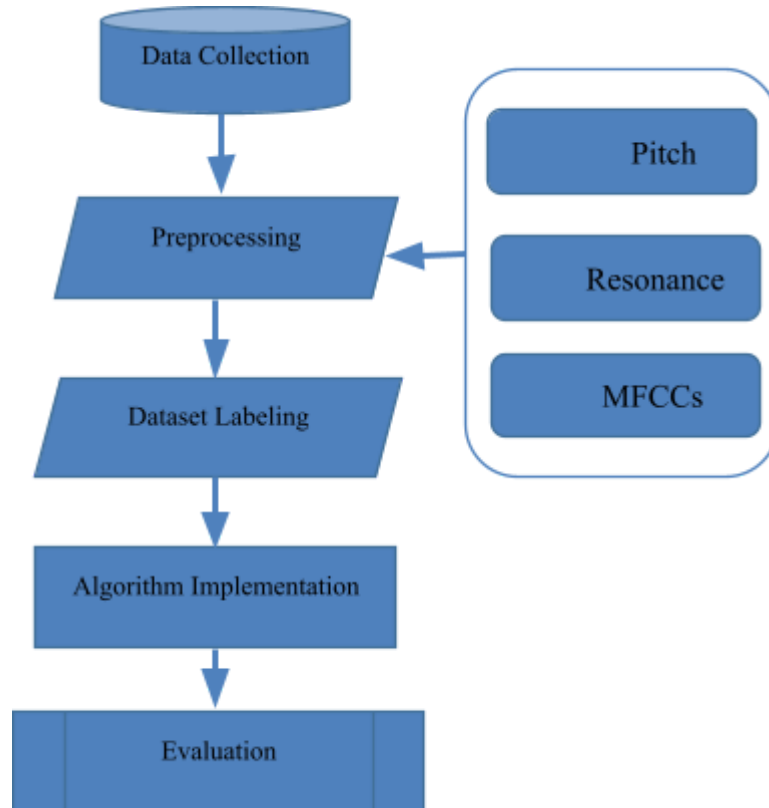 Data Collection
Pitch
Preprocessing
Resonance
MFCCs
Dataset Labeling
Algorithm Implementation
Evaluation